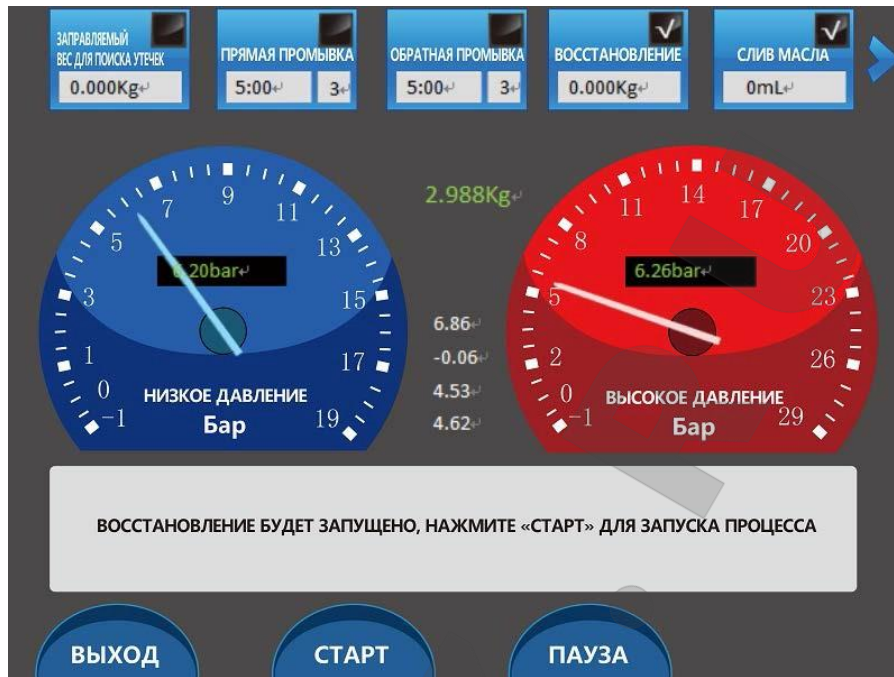 ЗАПРАВЛЯЕМЫЙ
ВЕС ДЛЯ ПОИСКА УТЕЧЕК
0.000Kg
ПРЯМАЯ ПРОМЫВКА
5:00 3
ОБРАТНАЯ ПРОМЫВКА
5:00 3
ВОССТАНОВЛЕНИЕ
0.000Kg
СЛИВ МАСЛА
0mL
-1 0 1 3 5 7 9 11 13 15 17 19
6.20bar
НИЗКОЕ ДАВЛЕНИЕ
Бар
2.988Kg
6.86
-0.06
4.53
4.62
-1 0 2 5 8 11 14 17 20 23 26 29
6.26bar
ВЫСОКОЕ ДАВЛЕНИЕ
Бар
ВОССТАНОВЛЕНИЕ БУДЕТ ЗАПУЩЕНО, НАЖМИТЕ «СТАРТ» ДЛЯ ЗАПУСКА ПРОЦЕССА
ВЫХОД
СТАРТ
ПАУЗА